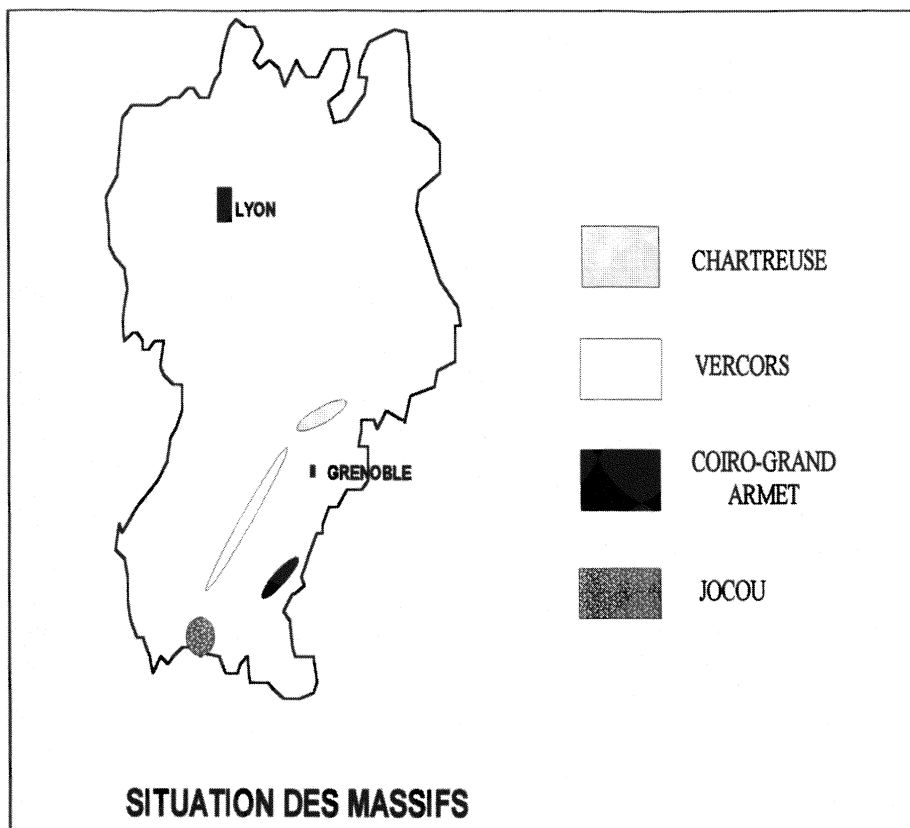 LYON
CHARTREUSE
VERCORS
GRENOBLE
COIRO-GRAND
ARMET
JOCOU
SITUATION DES MASSIFS